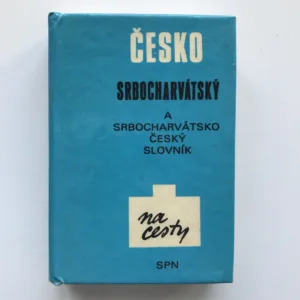 ČESKO
SRBOCHARVÁTSKÝ
A
SRBOCHARVÁTSKO
ČESKÝ
SLOVNÍK
na
cesty
SPN